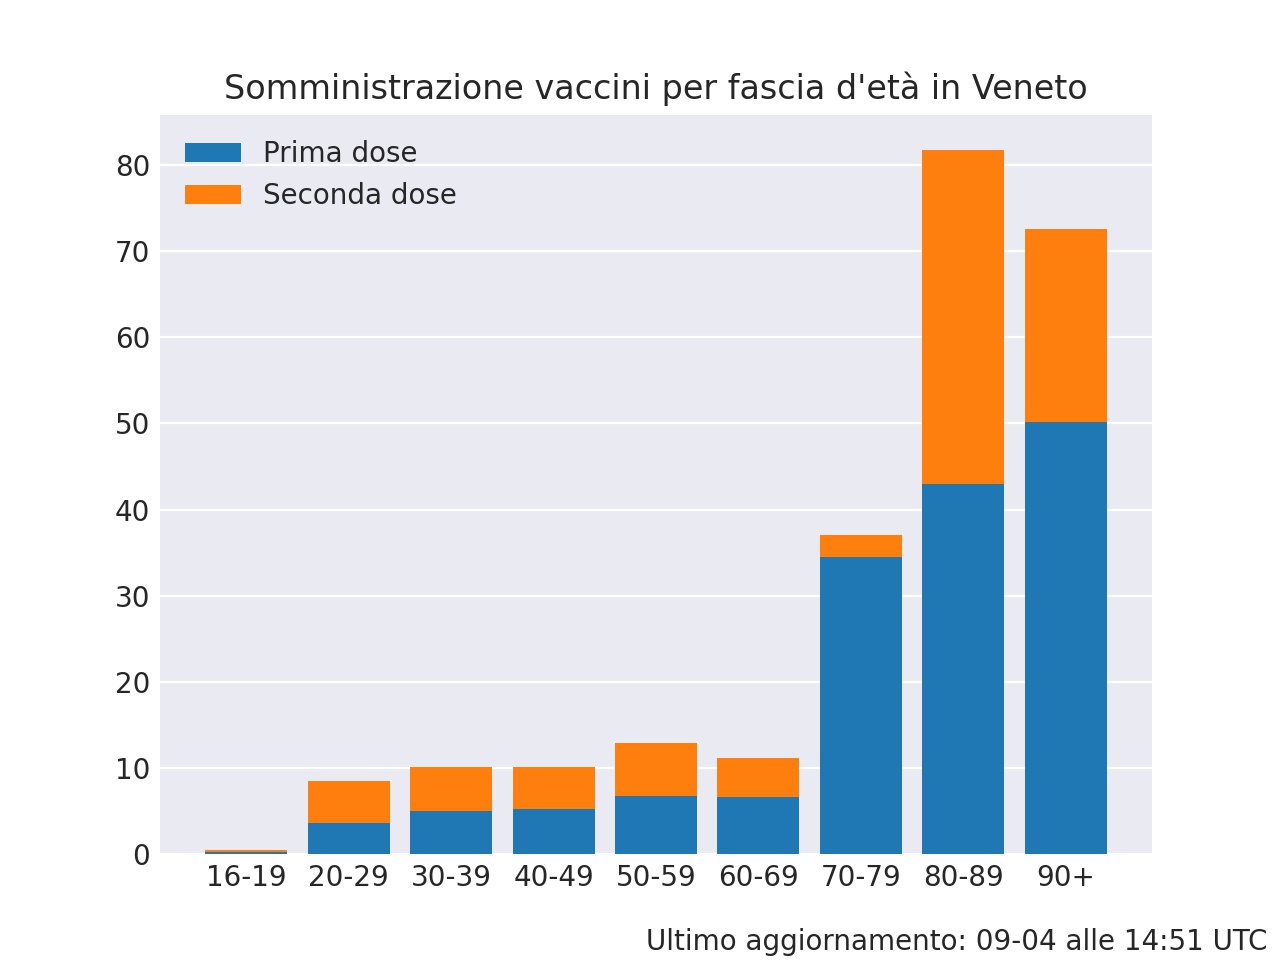 Somministrazione vaccini per fascia d'età in Veneto
Prima dose
Seconda dose
80
70
60
50
40
30
20
10
0
16-19 20-29 30-39 40-49 50-59 60-69 70-79 80-89 90+
Ultimo aggiornamento: 09-04 alle 14:51 UTC